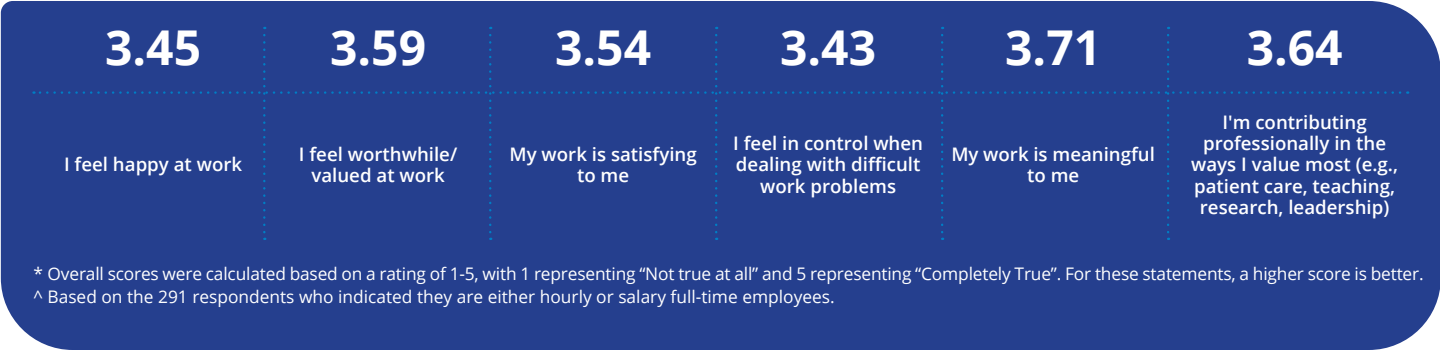 3.45
3.59
3.54
3.43
3.71
3.64
I feel happy at work
I feel worthwhile/
valued at work
My work is satisfying
to me
I feel in control when
dealing with difficult
work problems
My work is meaningful
to me
I'm contributing
professionally in the
ways I value most (e.g.,
patient care, teaching,
research, leadership)
* Overall scores were calculated based on a rating of 1-5, with 1 representing “Not true at all” and 5 representing “Completely True”. For these statements, a higher score is better.
^ Based on the 291 respondents who indicated they are either hourly or salary full-time employees.